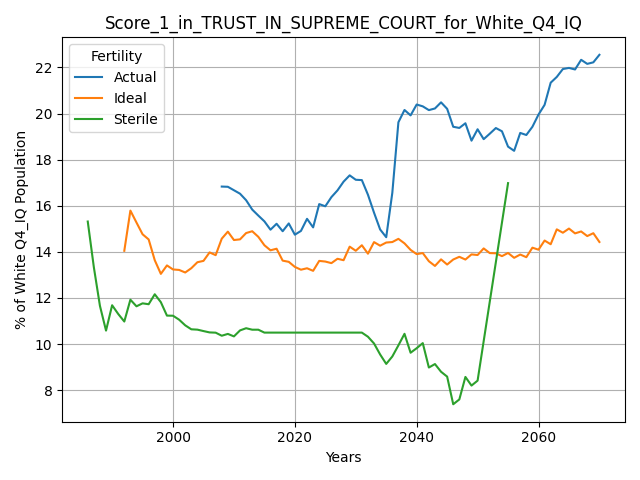 Score_1_in_TRUST_IN_SUPREME_COURT_for_White_Q4_IQ
Fertility
Actual
Ideal
Sterile
% of White Q4_IQ Population
22
20
18
16
14
12
10
8
2000
2020
2040
2060
Years